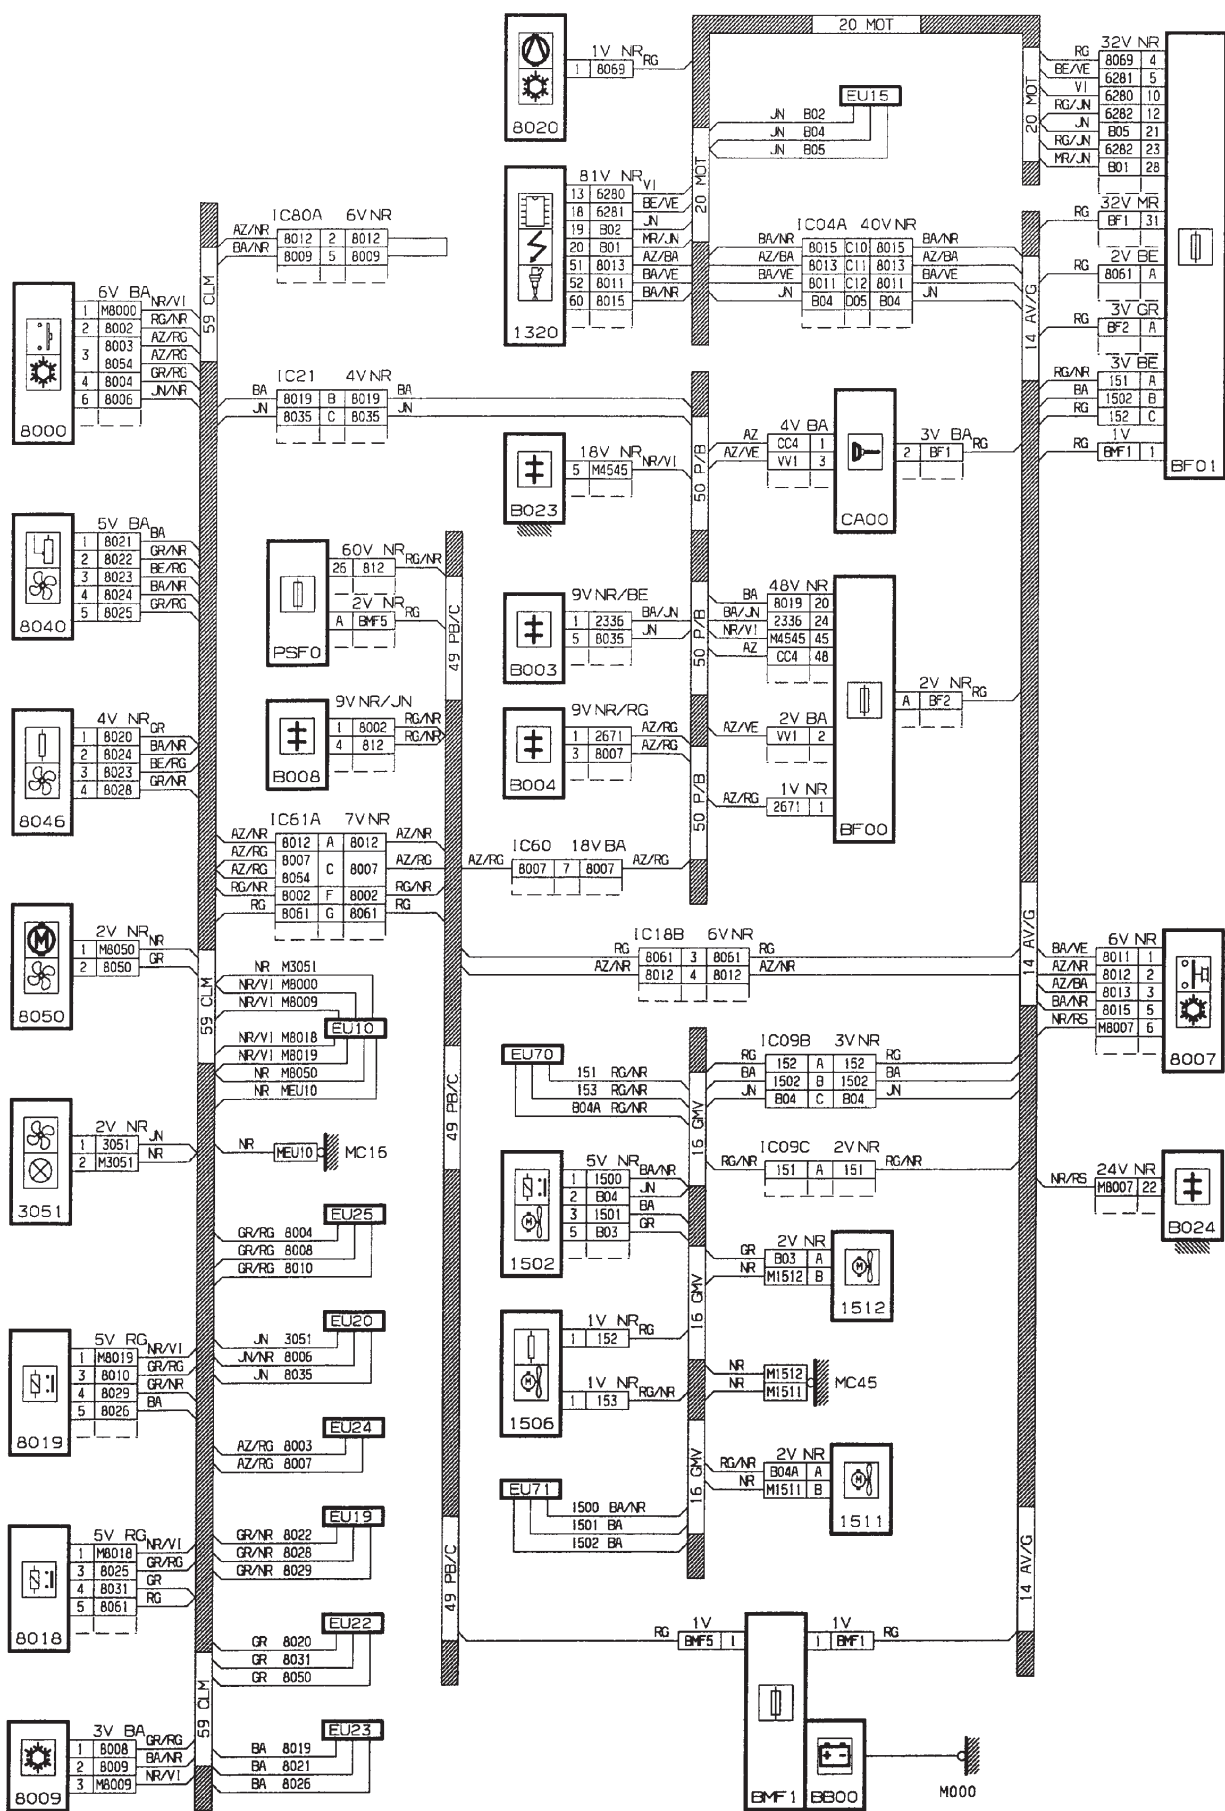 20 MOT
8020
1V NR
1 8069 RG
EU15
JN B02
JN B04
JN B05
20 MOT
20 MOT
32V NR
RG 8069 4
BE/VE 6281 5
VI 6280 10
RG/JN 6282 12
JN B05 21
RG/JN 6282 23
MR/JN B01 28
32V MR
RG BF1 31
2V BE
RG 8061 A
3V GR
RG BF2 A
3V BE
RG/NR 151 A
BA 1502 B
RG 152 C
1V
RG BMF1 1
BF01
1320
81V NR
13 6280 VI
18 6281 BE/VE
19 B02 JN
20 B01 MR/JN
51 8013 AZ/BA
52 8011 BA/VE
60 8015 BA/NR
IC04A 40V NR
BA/NR 8015 C10 8015 BA/NR
AZ/BA 8013 C11 8013 AZ/BA
BA/VE 8011 C12 8011 BA/VE
JN B04 D05 B04 JN
14 AV/G
IC80A 6V NR
AZ/NR 8012 2 8012
BA/NR 8009 5 8009
59 CLM
8000
6V BA
1 M8000 NR/VI
2 8002 RG/NR
3 8003 AZ/RG
8054 AZ/RG
4 8004 GR/RG
6 8006 JN/NR
IC21 4V NR
BA 8019 B 8019 BA
JN 8035 C 8035 JN
50 P/B
B023
18V NR
5 M4545 NR/VI
4V BA
AZ CC4 1
AZ/VE VV1 3
CA00
3V BA
2 BF1 RG
8040
5V BA
1 8021 BA
2 8022 GR/NR
3 8023 BE/RG
4 8024 BA/NR
5 8025 GR/RG
PSF0
60V NR
26 812 RG/NR
2V NR
A BMF5 RG
49 PB/C
B003
9V NR/BE
1 2336 BA/JN
5 8035 JN
50 P/B
48V NR
BA 8019 20
BA/JN 2336 24
NR/VI M4545 45
AZ CC4 48
2V BA
AZ/VE VV1 2
1V NR
AZ/RG 2671 1
BF00
2V NR
A BF2 RG
8046
4V NR
1 8020 GR
2 8024 BA/NR
3 8023 BE/RG
4 8028 GR/NR
B008
9V NR/JN
1 8002 RG/NR
4 812 RG/NR
B004
9V NR/RG
1 2671 AZ/RG
3 8007 AZ/RG
50 P/B
IC61A 7V NR
AZ/NR 8012 A 8012 AZ/NR
AZ/RG 8007 C 8007 AZ/RG
AZ/RG 8054
RG/NR 8002 F 8002 RG/NR
RG 8061 G 8061 RG
IC60 18V BA
AZ/RG 8007 7 8007 AZ/RG
8050
2V NR
1 M8050 NR
2 8050 GR
59 CLM
NR M3051
NR/VI M8000
NR/VI M8009
EU10
NR/VI M8018
NR/VI M8019
NR M8050
NR MEU10
IC18B 6V NR
RG 8061 3 8061 RG
AZ/NR 8012 4 8012 AZ/NR
14 AV/G
6V NR
BA/VE 8011 1
AZ/NR 8012 2
AZ/BA 8013 3
BA/NR 8015 5
NR/RS M8007 6
8007
EU70
151 RG/NR
153 RG/NR
B04A RG/NR
16 GMV
IC09B 3V NR
RG 152 A 152 RG
BA 1502 B 1502 BA
JN B04 C B04 JN
IC09C 2V NR
RG/NR 151 A 151 RG/NR
49 PB/C
3051
2V NR
1 3051 JN
2 M3051 NR
NR MEU10 MC16
24V NR
NR/RS M8007 22
B024
1502
5V NR
1 1500 BA/NR
2 B04 JN
3 1501 BA
5 B03 GR
2V NR
GR B03 A
NR M1512 B
1512
16 GMV
EU25
GR/RG 8004
GR/RG 8008
GR/RG 8010
1506
1V NR
1 152 RG
1V NR
1 153 RG/NR
NR M1512
NR M1511
MC45
8019
5V RG
1 M8019 NR/VI
3 8010 GR/RG
4 8029 GR/NR
5 8026 BA
EU20
JN 3051
JN/NR 8006
JN 8035
EU24
AZ/RG 8003
AZ/RG 8007
16 GMV
2V NR
RG/NR B04A A
NR M1511 B
1511
EU71
1500 BA/NR
1501 BA
1502 BA
8018
5V RG
1 M8018 NR/VI
3 8025 GR/RG
4 8031 GR
5 8061 RG
EU19
GR/NR 8022
GR/NR 8028
GR/NR 8029
49 PB/C
14 AV/G
EU22
GR 8020
GR 8031
GR 8050
59 CLM
1V
RG BMF5 1
1V
1 BMF1 RG
BMF1
BB00
M000
8009
3V BA
1 8008 GR/RG
2 8009 BA/NR
3 M8009 NR/VI
EU23
BA 8019
BA 8021
BA 8026